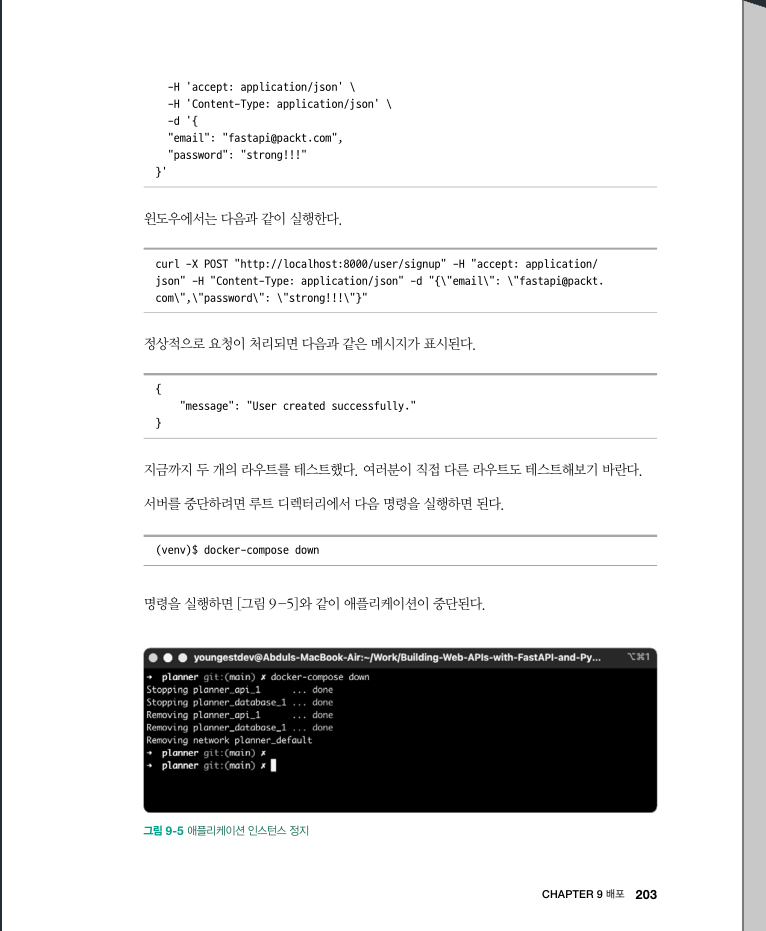 -H 'accept: application/json' \
-H 'Content-Type: application/json' \
-d '{
"email": "fastapi@packt.com",
"password": "strong!!!"
}'
윈도우에서는 다음과 같이 실행한다.
curl -X POST "http://localhost:8000/user/signup" -H "accept: application/
json" -H "Content-Type: application/json" -d "{\"email\": \"fastapi@packt.
com\",\"password\": \"strong!!!\"}"
정상적으로 요청이 처리되면 다음과 같은 메시지가 표시된다.
{
"message": "User created successfully."
}
지금까지 두 개의 라우트를 테스트했다. 여러분이 직접 다른 라우트도 테스트해보기 바란다.
서버를 중단하려면 루트 디렉터리에서 다음 명령을 실행하면 된다.
(venv)$ docker-compose down
명령을 실행하면 [그림 9-5]와 같이 애플리케이션이 중단된다.
youngestdev@Abduls-MacBook-Air:~/Work/Building-Web-APIs-with-FastAPI-and-Py... ⌥⌘1
➜ planner git:(main) ✗ docker-compose down
Stopping planner_api_1 ... done
Stopping planner_database_1 ... done
Removing planner_api_1 ... done
Removing planner_database_1 ... done
Removing network planner_default
➜ planner git:(main) ✗
➜ planner git:(main) ✗
그림 9-5 애플리케이션 인스턴스 정지
CHAPTER 9 배포 203